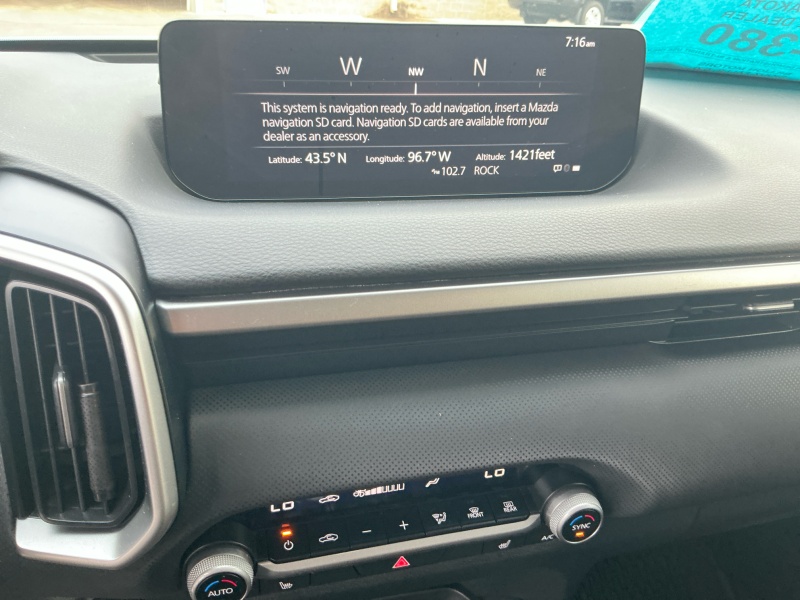 7:16am
SW W NW N NE
This system is navigation ready. To add navigation, insert a Mazda
navigation SD card. Navigation SD cards are available from your
dealer as an accessory.
Latitude: 43.5° N Longitude: 96.7° W Altitude: 1421feet
102.7 ROCK
DAKOTA
DEALER
380
LO LO
FRONT REAR
A/C
SYNC
AUTO